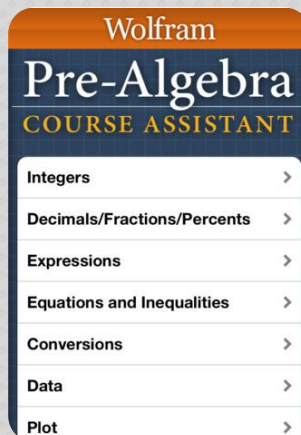 Wolfram
Pre-Algebra
COURSE ASSISTANT
Integers
Decimals/Fractions/Percents
Expressions
Equations and Inequalities
Conversions
Data
Plot